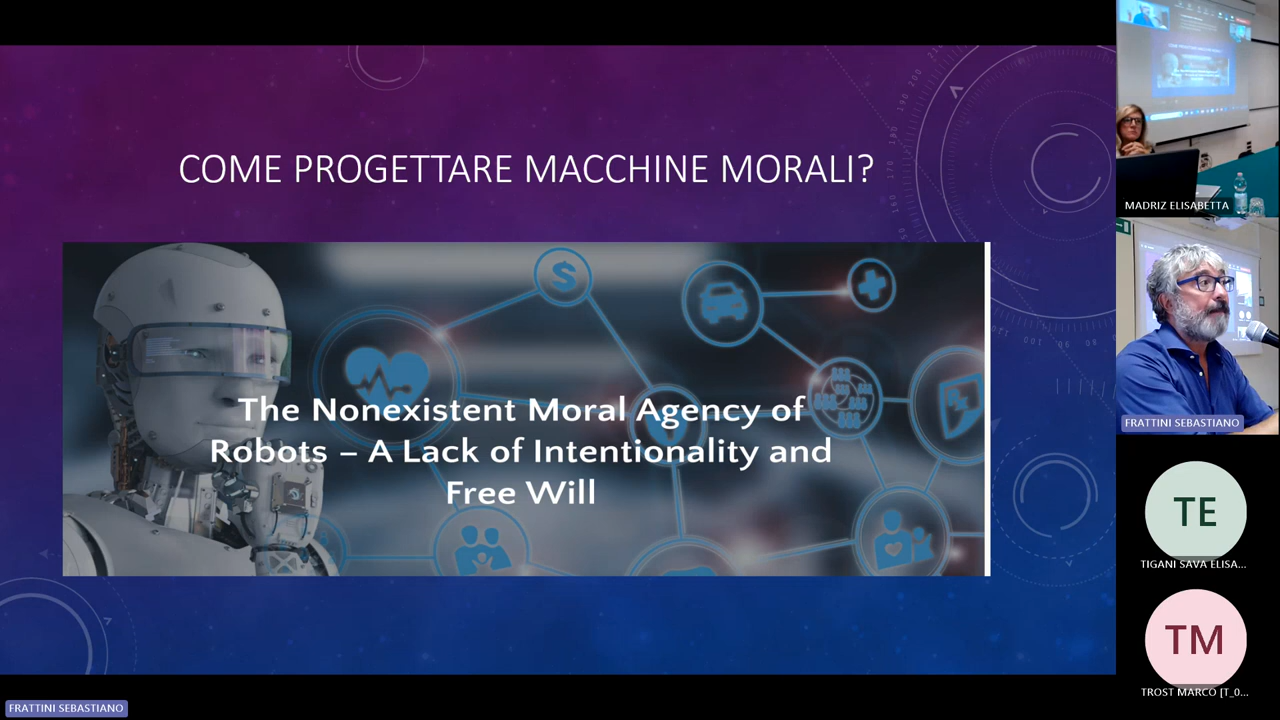 COME PROGETTARE MACCHINE MORALI?
The Nonexistent Moral Agency of
Robots – A Lack of Intentionality and
Free Will
MADRIZ ELISABETTA
FRATTINI SEBASTIANO
TE
TIGANI SAVA ELISA...
TM
TROST MARCO [T_0...
FRATTINI SEBASTIANO